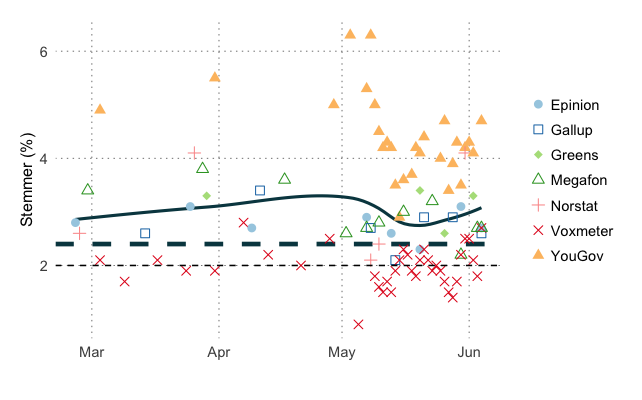 Stemmer (%)
6
4
2
Mar
Apr
May
Jun
Epinion
Gallup
Greens
Megafon
Norstat
Voxmeter
YouGov